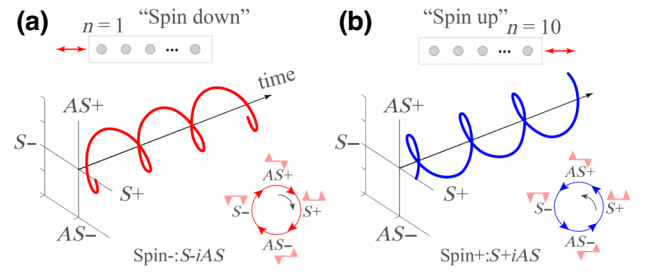 (a)
"Spin down"
n = 1
...
time
AS+
S−
S+
AS−
AS+
S−
S+
AS−
Spin-:S-iAS
(b)
"Spin up"
n = 10
...
AS+
S−
S+
AS−
AS+
S−
S+
AS−
Spin+:S+iAS